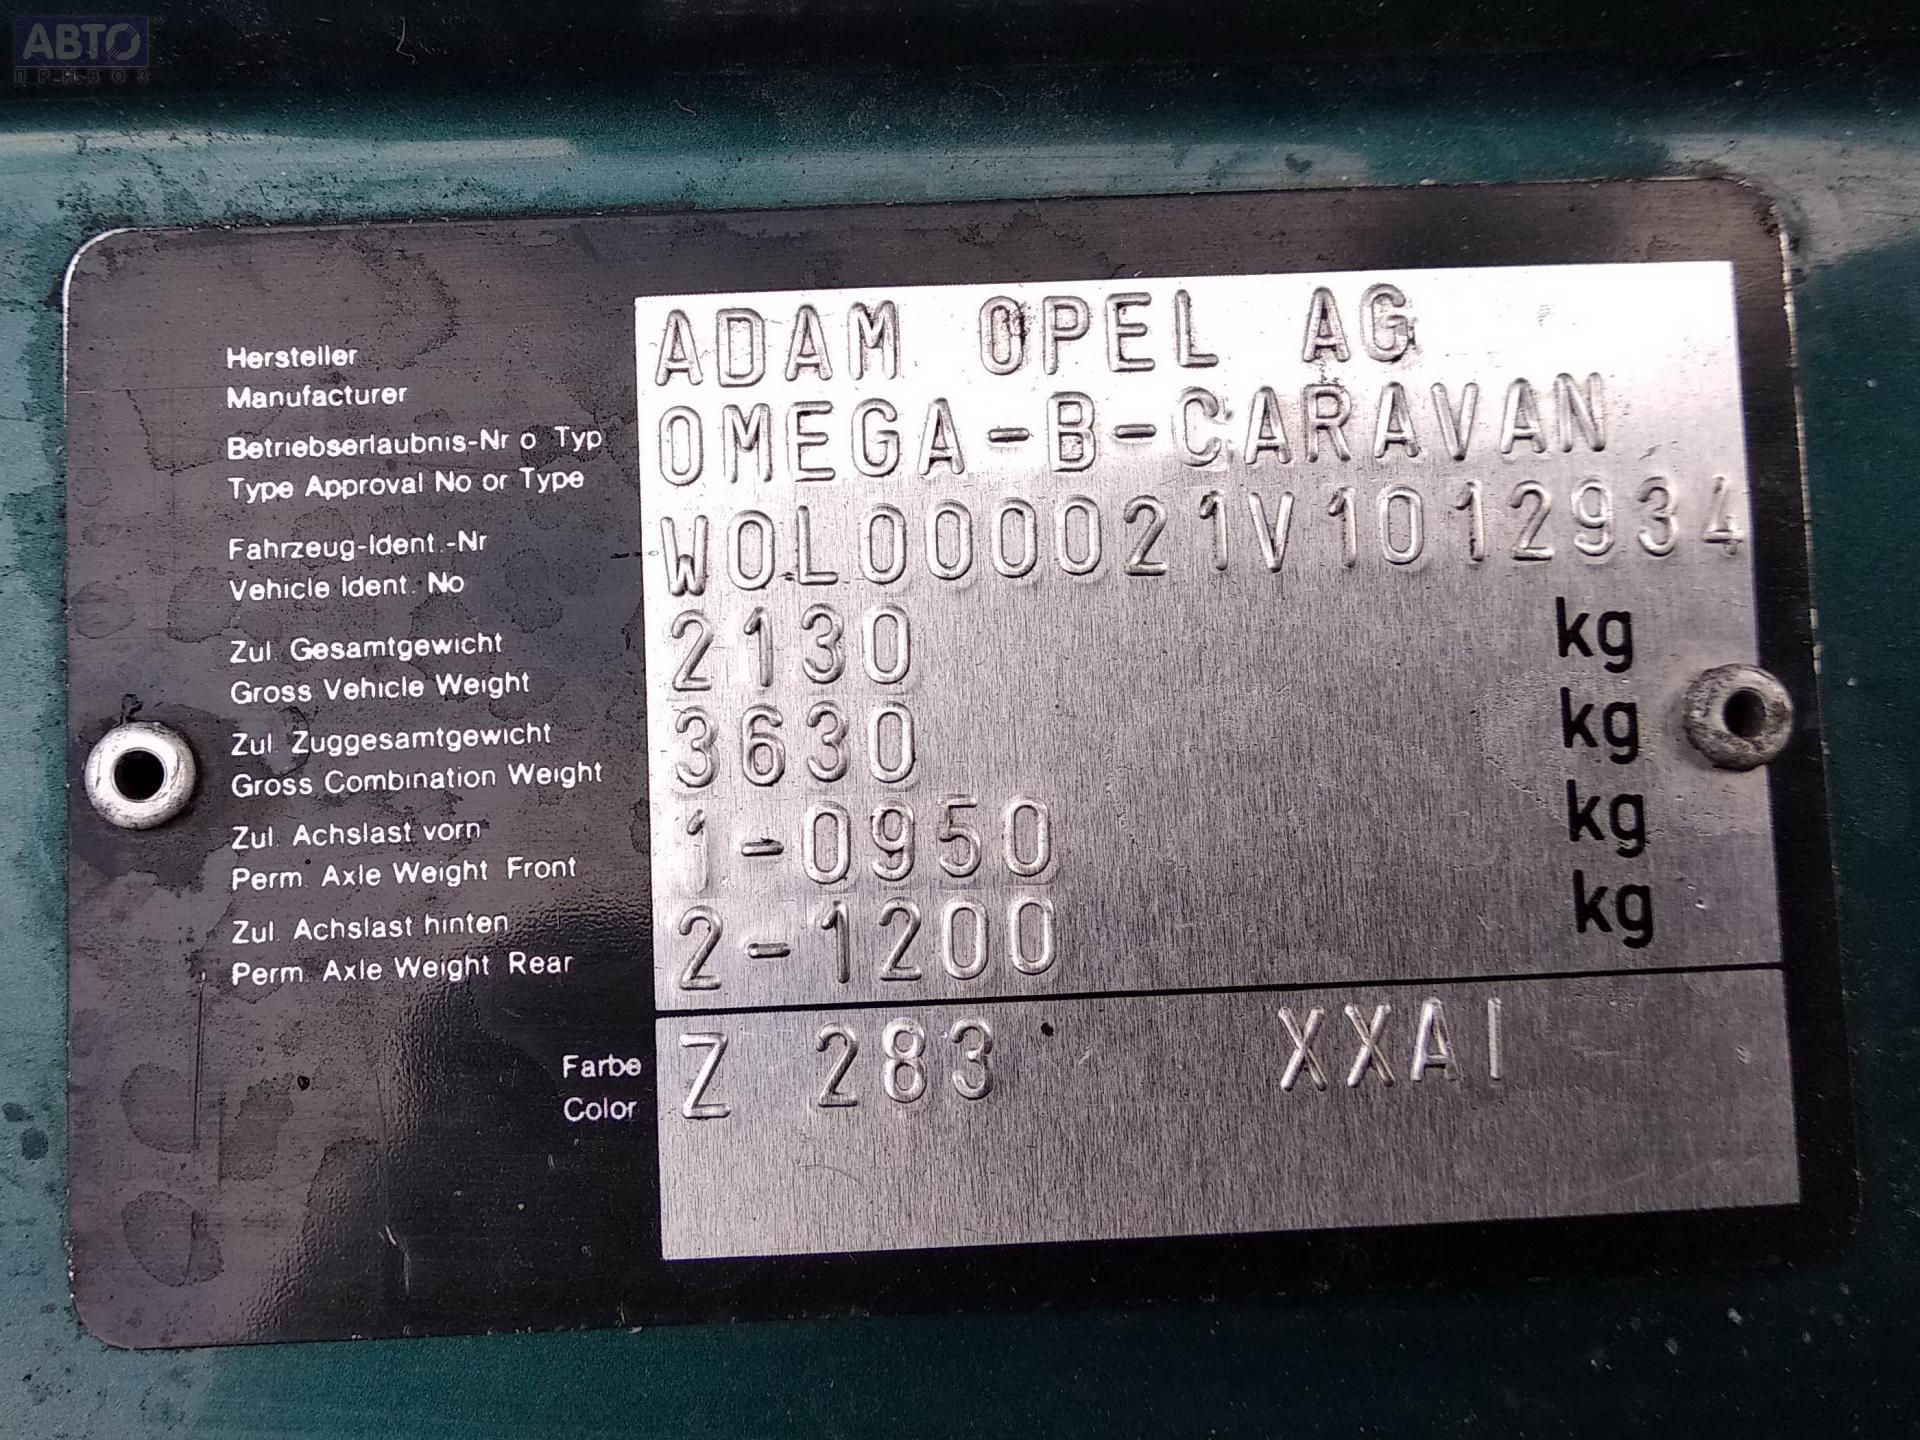 АВТО
ПРИВОЗ
Hersteller
Manufacturer
ADAM OPEL AG
Betriebserlaubnis-Nr o Typ
Type Approval No or Type
OMEGA-B-CARAVAN
Fahrzeug-Ident.-Nr
Vehicle Ident. No
W0L000021V1012934
Zul. Gesamtgewicht
Gross Vehicle Weight
2130 kg
Zul. Zuggesamtgewicht
Gross Combination Weight
3630 kg
Zul. Achslast vorn
Perm. Axle Weight Front
1-0950 kg
Zul. Achslast hinten
Perm. Axle Weight Rear
2-1200 kg
Farbe
Color
Z 283 XXAI